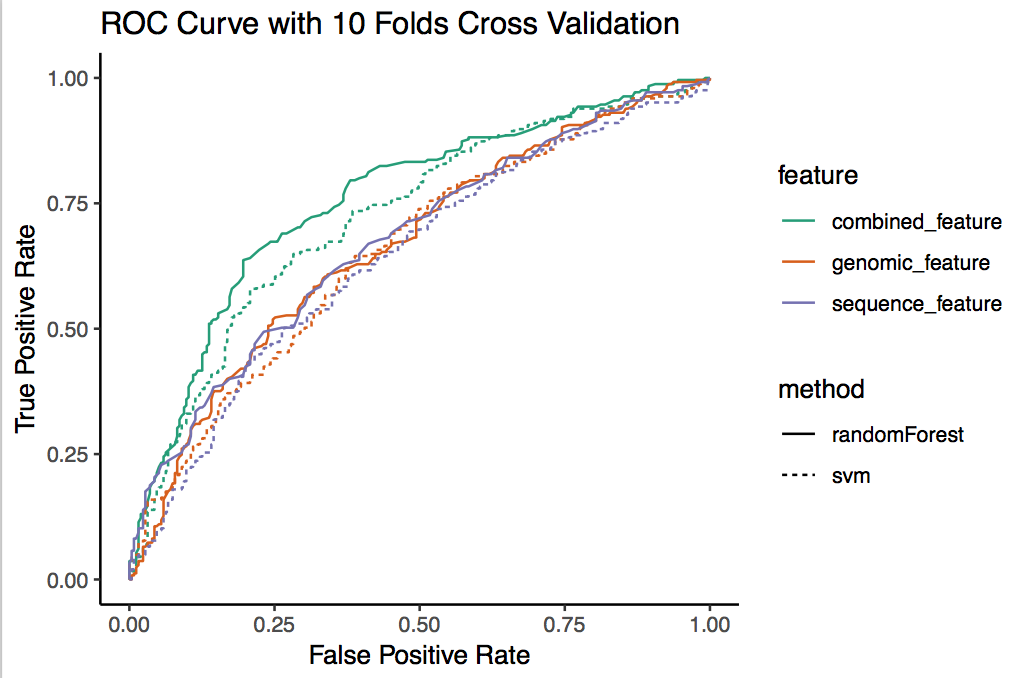 ROC Curve with 10 Folds Cross Validation
True Positive Rate
1.00
0.75
0.50
0.25
0.00
0.00 0.25 0.50 0.75 1.00
False Positive Rate
feature
combined_feature
genomic_feature
sequence_feature
method
randomForest
svm